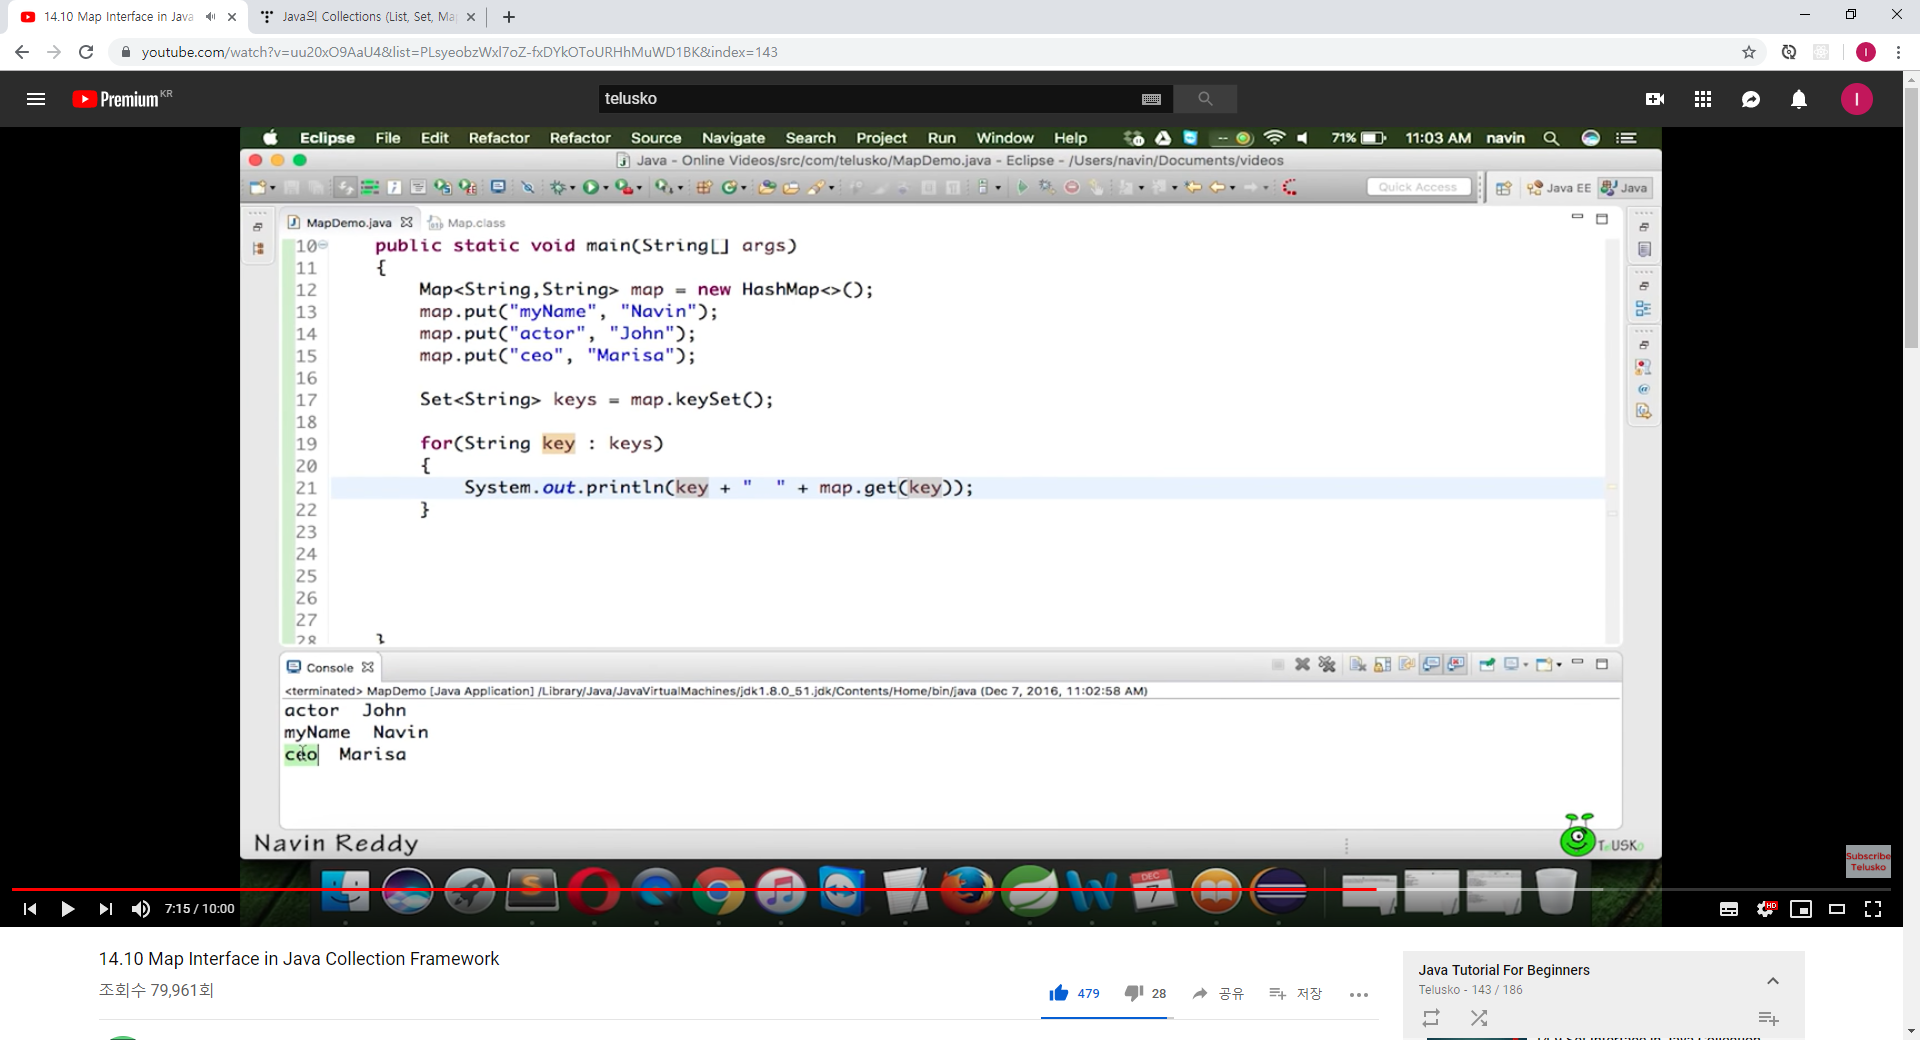 14.10 Map Interface in Java
Java의 Collections (List, Set, Ma
youtube.com/watch?v=uu20xO9AaU4&list=PLsyeobzWxl7oZ-fxDYkOToURHhMuWD1BK&index=143
Premium KR
telusko
I
Eclipse File Edit Refactor Refactor Source Navigate Search Project Run Window Help 71% 11:03 AM navin
Java - Online Videos/src/com/telusko/MapDemo.java - Eclipse - /Users/navin/Documents/videos
Quick Access Java EE Java
MapDemo.java Map.class
10 public static void main(String[] args)
11 {
12 Map<String,String> map = new HashMap<>();
13 map.put("myName", "Navin");
14 map.put("actor", "John");
15 map.put("ceo", "Marisa");
16
17 Set<String> keys = map.keySet();
18
19 for(String key : keys)
20 {
21 System.out.println(key + "  " + map.get(key));
22 }
23
24
25
26
27
28 }
Console
<terminated> MapDemo [Java Application] /Library/Java/JavaVirtualMachines/jdk1.8.0_51.jdk/Contents/Home/bin/java (Dec 7, 2016, 11:02:58 AM)
actor John
myName Navin
ceo Marisa
Navin Reddy
TeLUSKo
Subscribe
Telusko
DEC
7
7:15 / 10:00
HD
14.10 Map Interface in Java Collection Framework
조회수 79,961회
479 28 공유 저장
Java Tutorial For Beginners
Telusko - 143 / 186